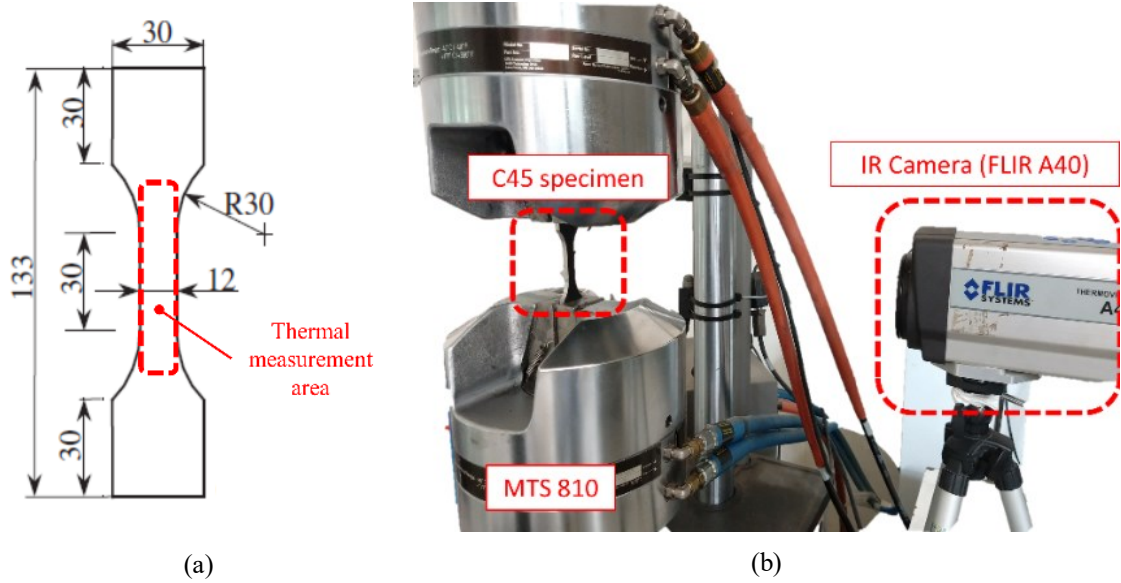 30
30
133
30
R30
12
Thermal
measurement
area
30
(a)
C45 specimen
IR Camera (FLIR A40)
FLIR
SYSTEMS
MTS 810
(b)